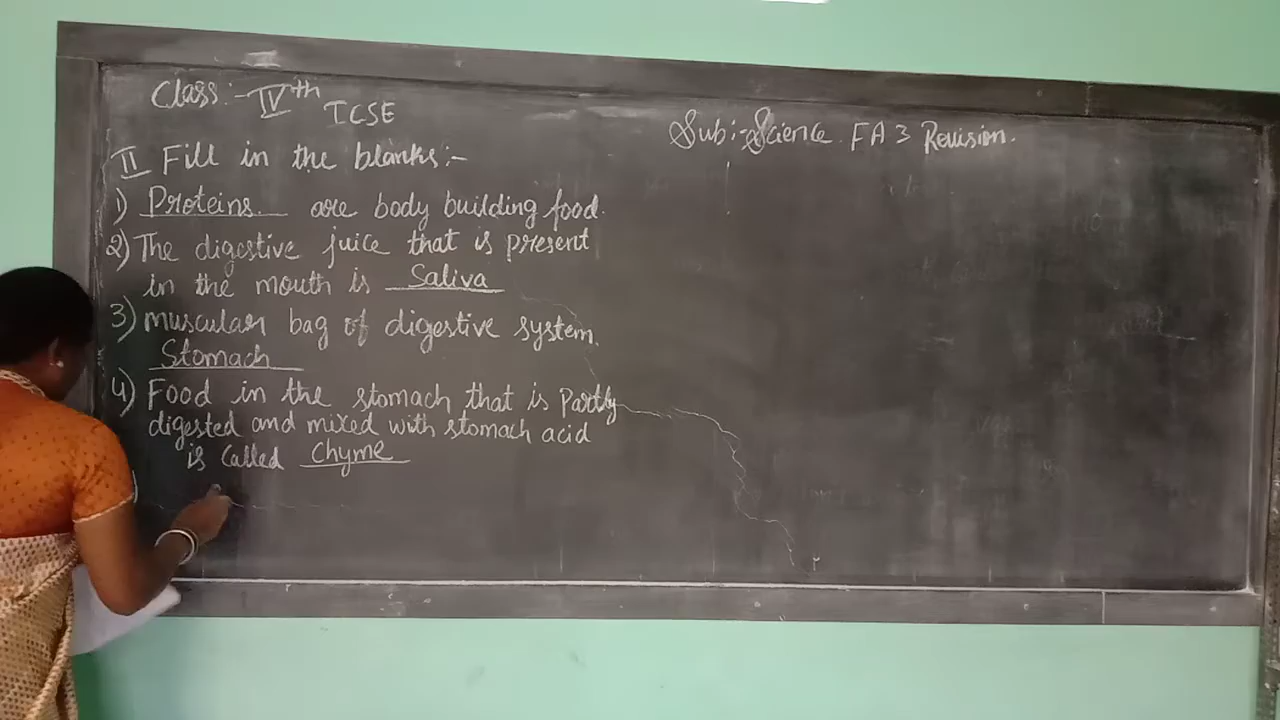 Class:- IVth
ICSE
Sub:- Science FA 3 Revision.
II Fill in the blanks:-
1) Proteins are body building food.
2) The digestive juice that is present
in the mouth is Saliva
3) muscular bag of digestive system.
Stomach
4) Food in the stomach that is Partly
digested and mixed with stomach acid
is called Chyme